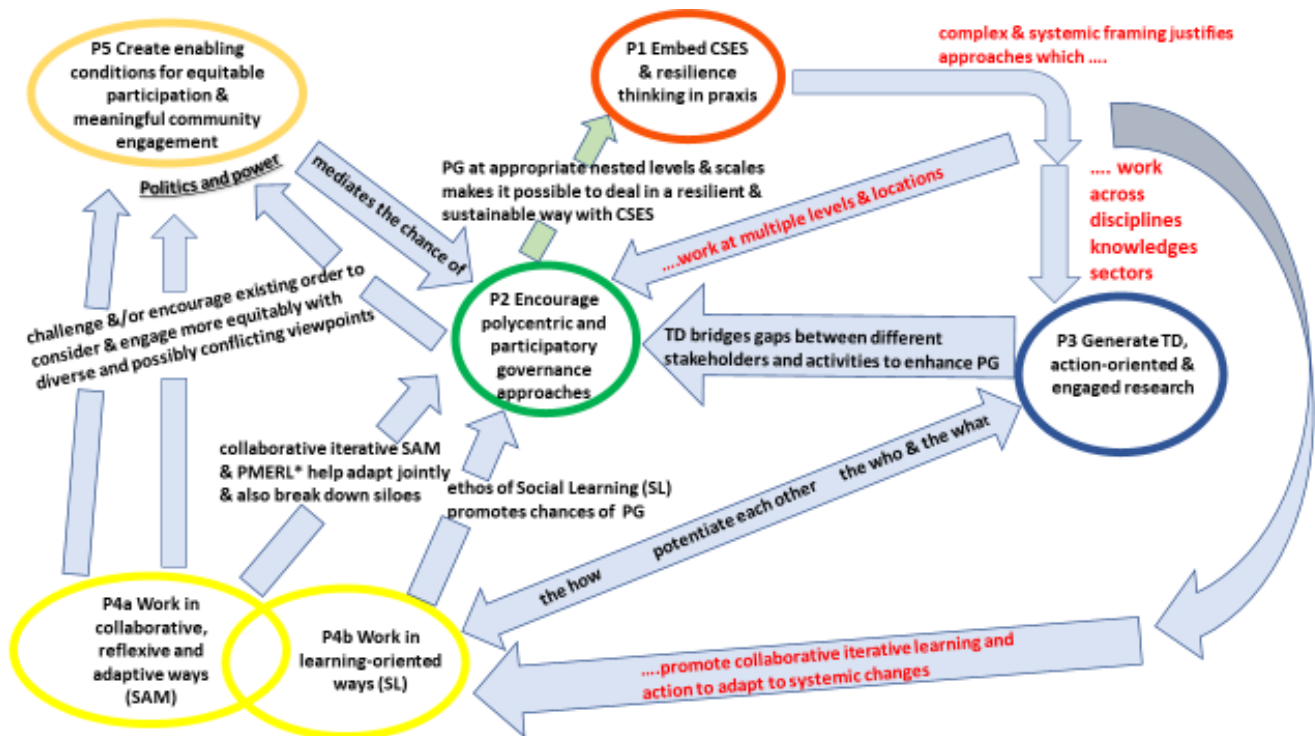 P5 Create enabling
conditions for equitable
participation &
meaningful community
engagement
Politics and power
P1 Embed CSES
& resilience
thinking in praxis
complex & systemic framing justifies
approaches which ....
mediates the chance of
PG at appropriate nested levels & scales
makes it possible to deal in a resilient &
sustainable way with CSES
....work at multiple levels & locations
.... work
across
disciplines
knowledges
sectors
challenge &/or encourage existing order to
consider & engage more equitably with
diverse and possibly conflicting viewpoints
P2 Encourage
polycentric and
participatory
governance
approaches
TD bridges gaps between different
stakeholders and activities to enhance PG
P3 Generate TD,
action-oriented &
engaged research
collaborative iterative SAM
& PMERL* help adapt jointly
& also break down siloes
ethos of Social Learning (SL)
promotes chances of PG
the how potentiate each other the who & the what
P4a Work in
collaborative,
reflexive and
adaptive ways
(SAM)
P4b Work in
learning-oriented
ways (SL)
....promote collaborative iterative learning and
action to adapt to systemic changes